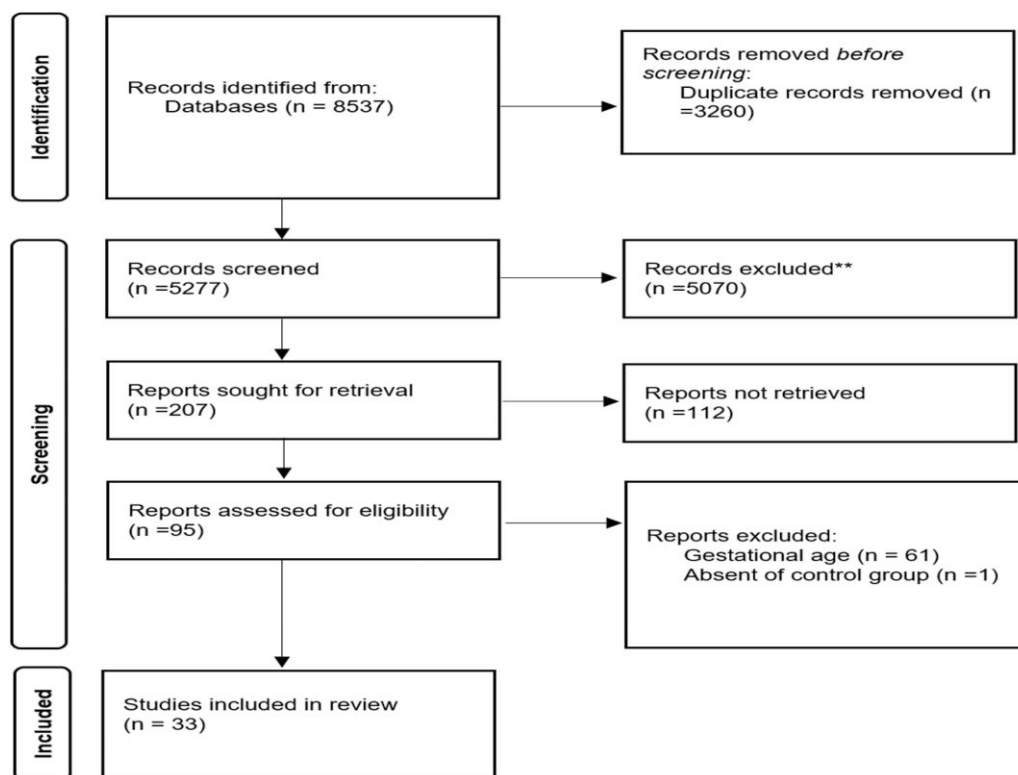 Identification
Records identified from:
Databases (n = 8537)
Records removed before
screening:
Duplicate records removed (n
=3260)
Screening
Records screened
(n =5277)
Records excluded**
(n =5070)
Reports sought for retrieval
(n =207)
Reports not retrieved
(n =112)
Reports assessed for eligibility
(n =95)
Reports excluded:
Gestational age (n = 61)
Absent of control group (n =1)
Included
Studies included in review
(n = 33)